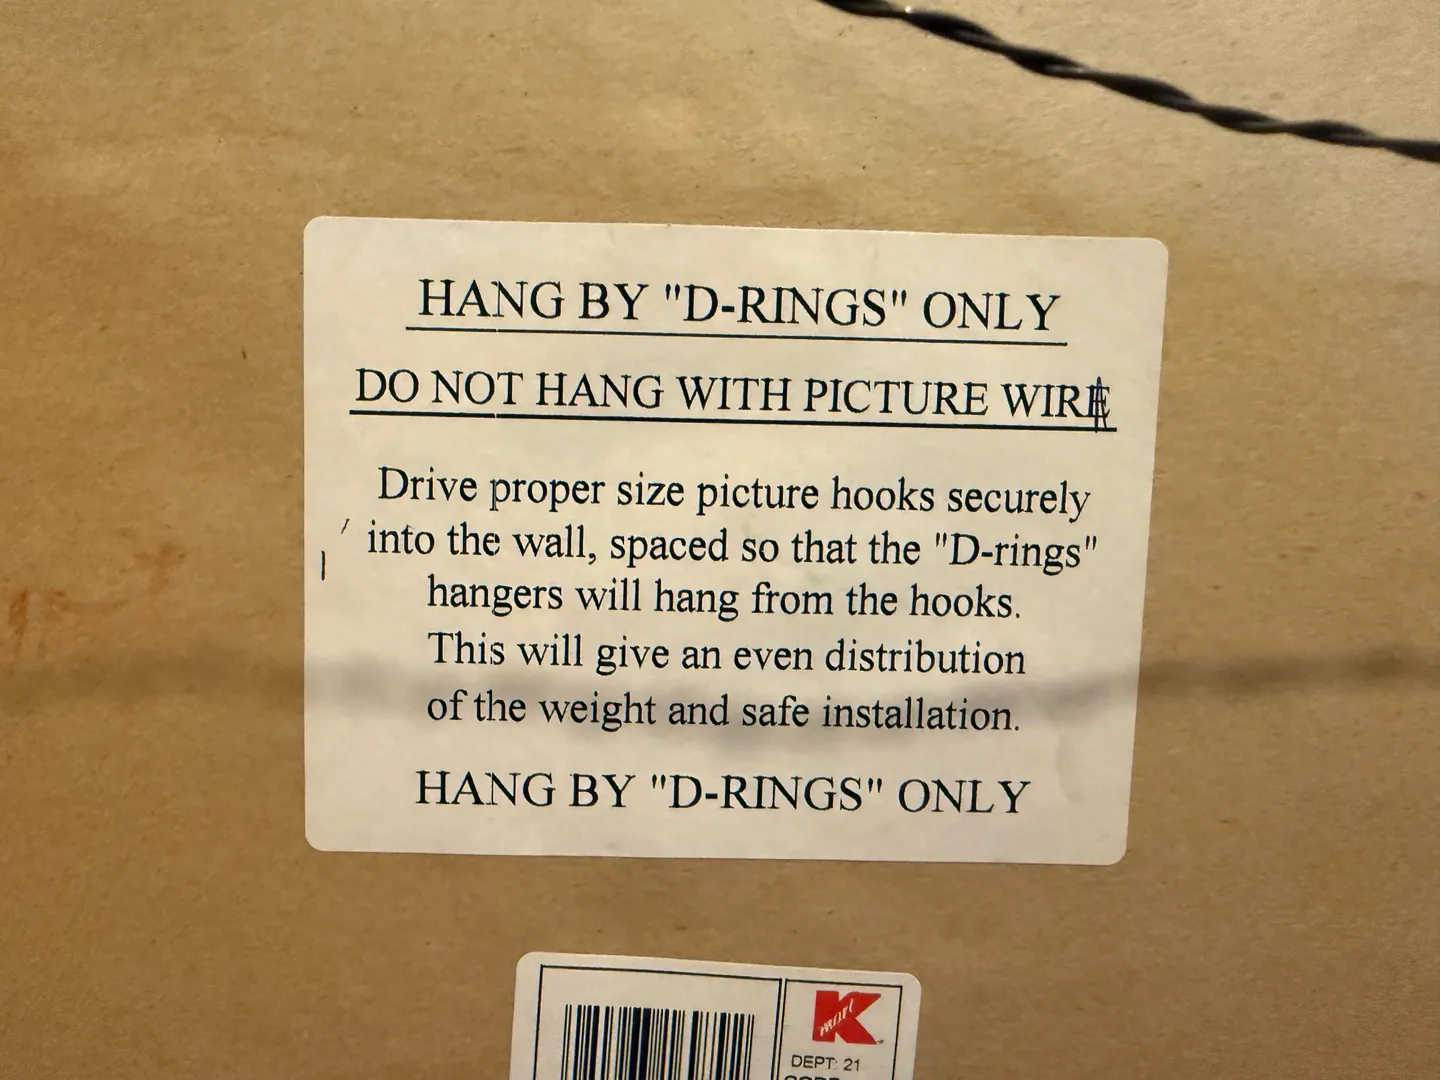 HANG BY "D-RINGS" ONLY
DO NOT HANG WITH PICTURE WIRE
Drive proper size picture hooks securely
into the wall, spaced so that the "D-rings"
hangers will hang from the hooks.
This will give an even distribution
of the weight and safe installation.
HANG BY "D-RINGS" ONLY
K
mart
DEPT: 21